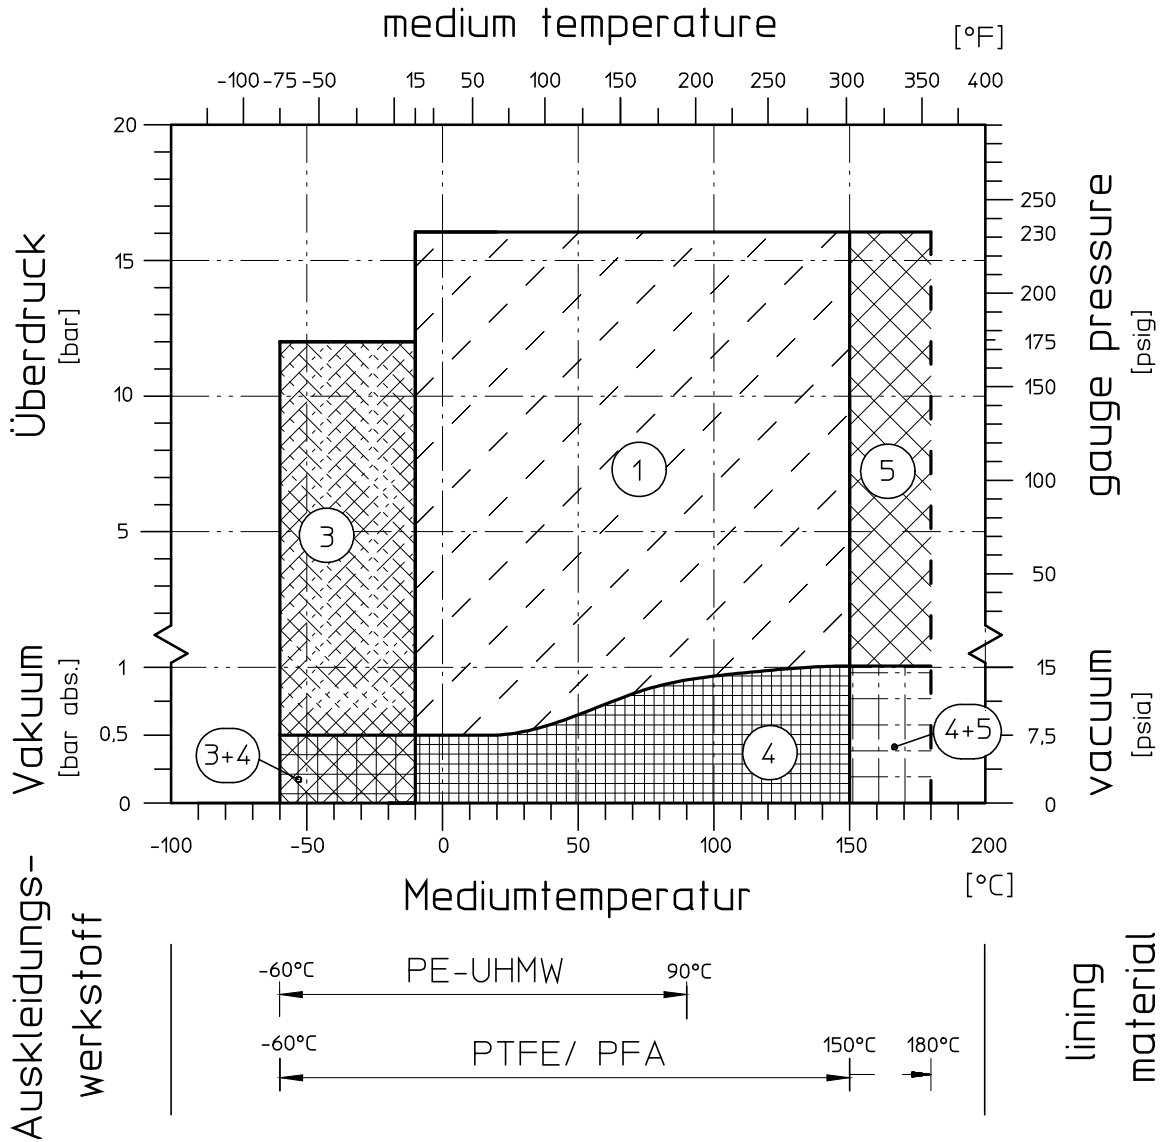 medium temperature
[°F]
-100 -75 -50 15 50 100 150 200 250 300 350 400
Überdruck
[bar]
20
15
10
5
Vakuum
[bar abs.]
1
0,5
0
gauge pressure
[psig]
250
230
200
175
150
100
50
vacuum
[psia]
15
7,5
0
1
5
3
4
3+4
4+5
-100 -50 0 50 100 150 200
Mediumtemperatur
[°C]
Auskleidungs-
werkstoff
-60°C PE-UHMW 90°C
-60°C PTFE/ PFA 150°C 180°C
lining
material